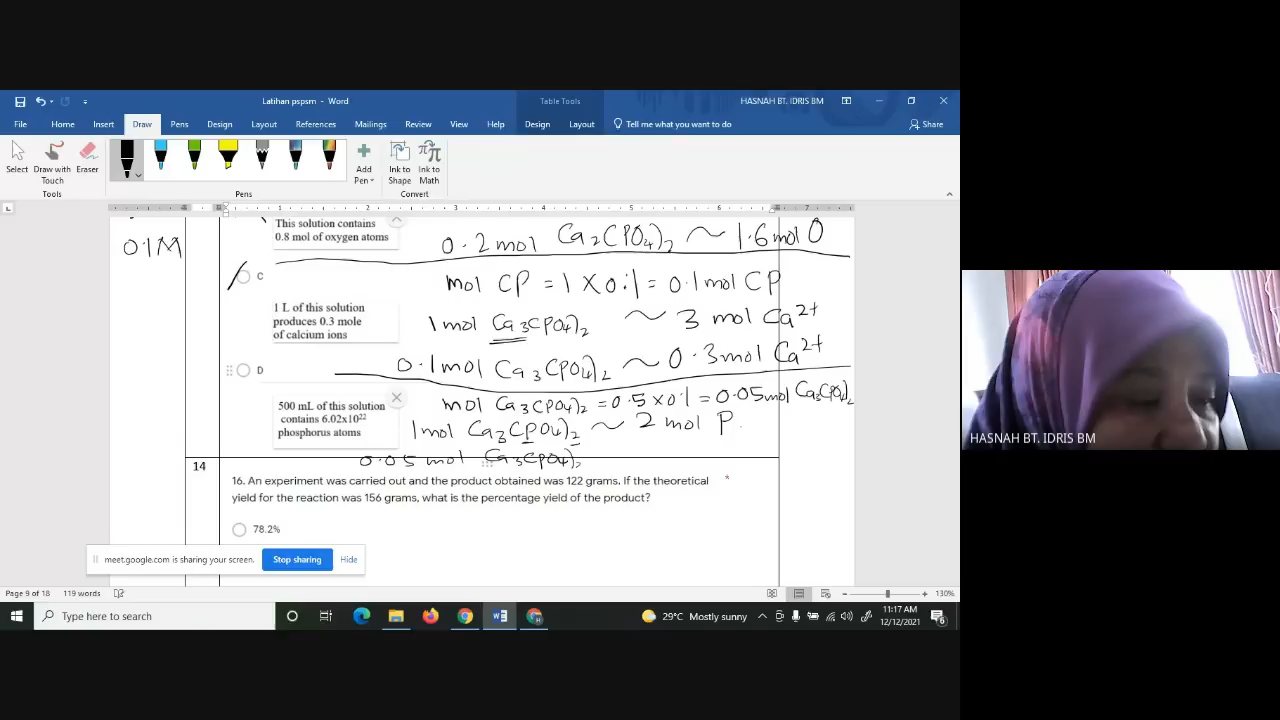 Latihan pspsm - Word
Table Tools
HASNAH BT. IDRIS BM
File Home Insert Draw Pens Design Layout References Mailings Review View Help Design Layout Tell me what you want to do Share
Select Draw with Touch Eraser
Add Pen
Ink to Shape Ink to Math
Tools Pens Convert
1 2 3 4 5 6 7
0.1M
This solution contains
0.8 mol of oxygen atoms
0.2 mol Ca2(PO4)2 ~ 1.6 mol O
C
mol CP = 1 x 0.1 = 0.1 mol CP
1 L of this solution
produces 0.3 mole
of calcium ions
1 mol Ca3(PO4)2 ~ 3 mol Ca2+
0.1 mol Ca3(PO4)2 ~ 0.3 mol Ca2+
D
500 mL of this solution
contains 6.02x10²²
phosphorus atoms
mol Ca3(PO4)2 = 0.5 x 0.1 = 0.05 mol Ca3(PO4)2
1 mol Ca3(PO4)2 ~ 2 mol P
0.05 mol Ca3(PO4)2
14
16. An experiment was carried out and the product obtained was 122 grams. If the theoretical *
yield for the reaction was 156 grams, what is the percentage yield of the product?
78.2%
meet.google.com is sharing your screen. Stop sharing Hide
Page 9 of 18 119 words 130%
Type here to search
29°C Mostly sunny
11:17 AM
12/12/2021
6
HASNAH BT. IDRIS BM